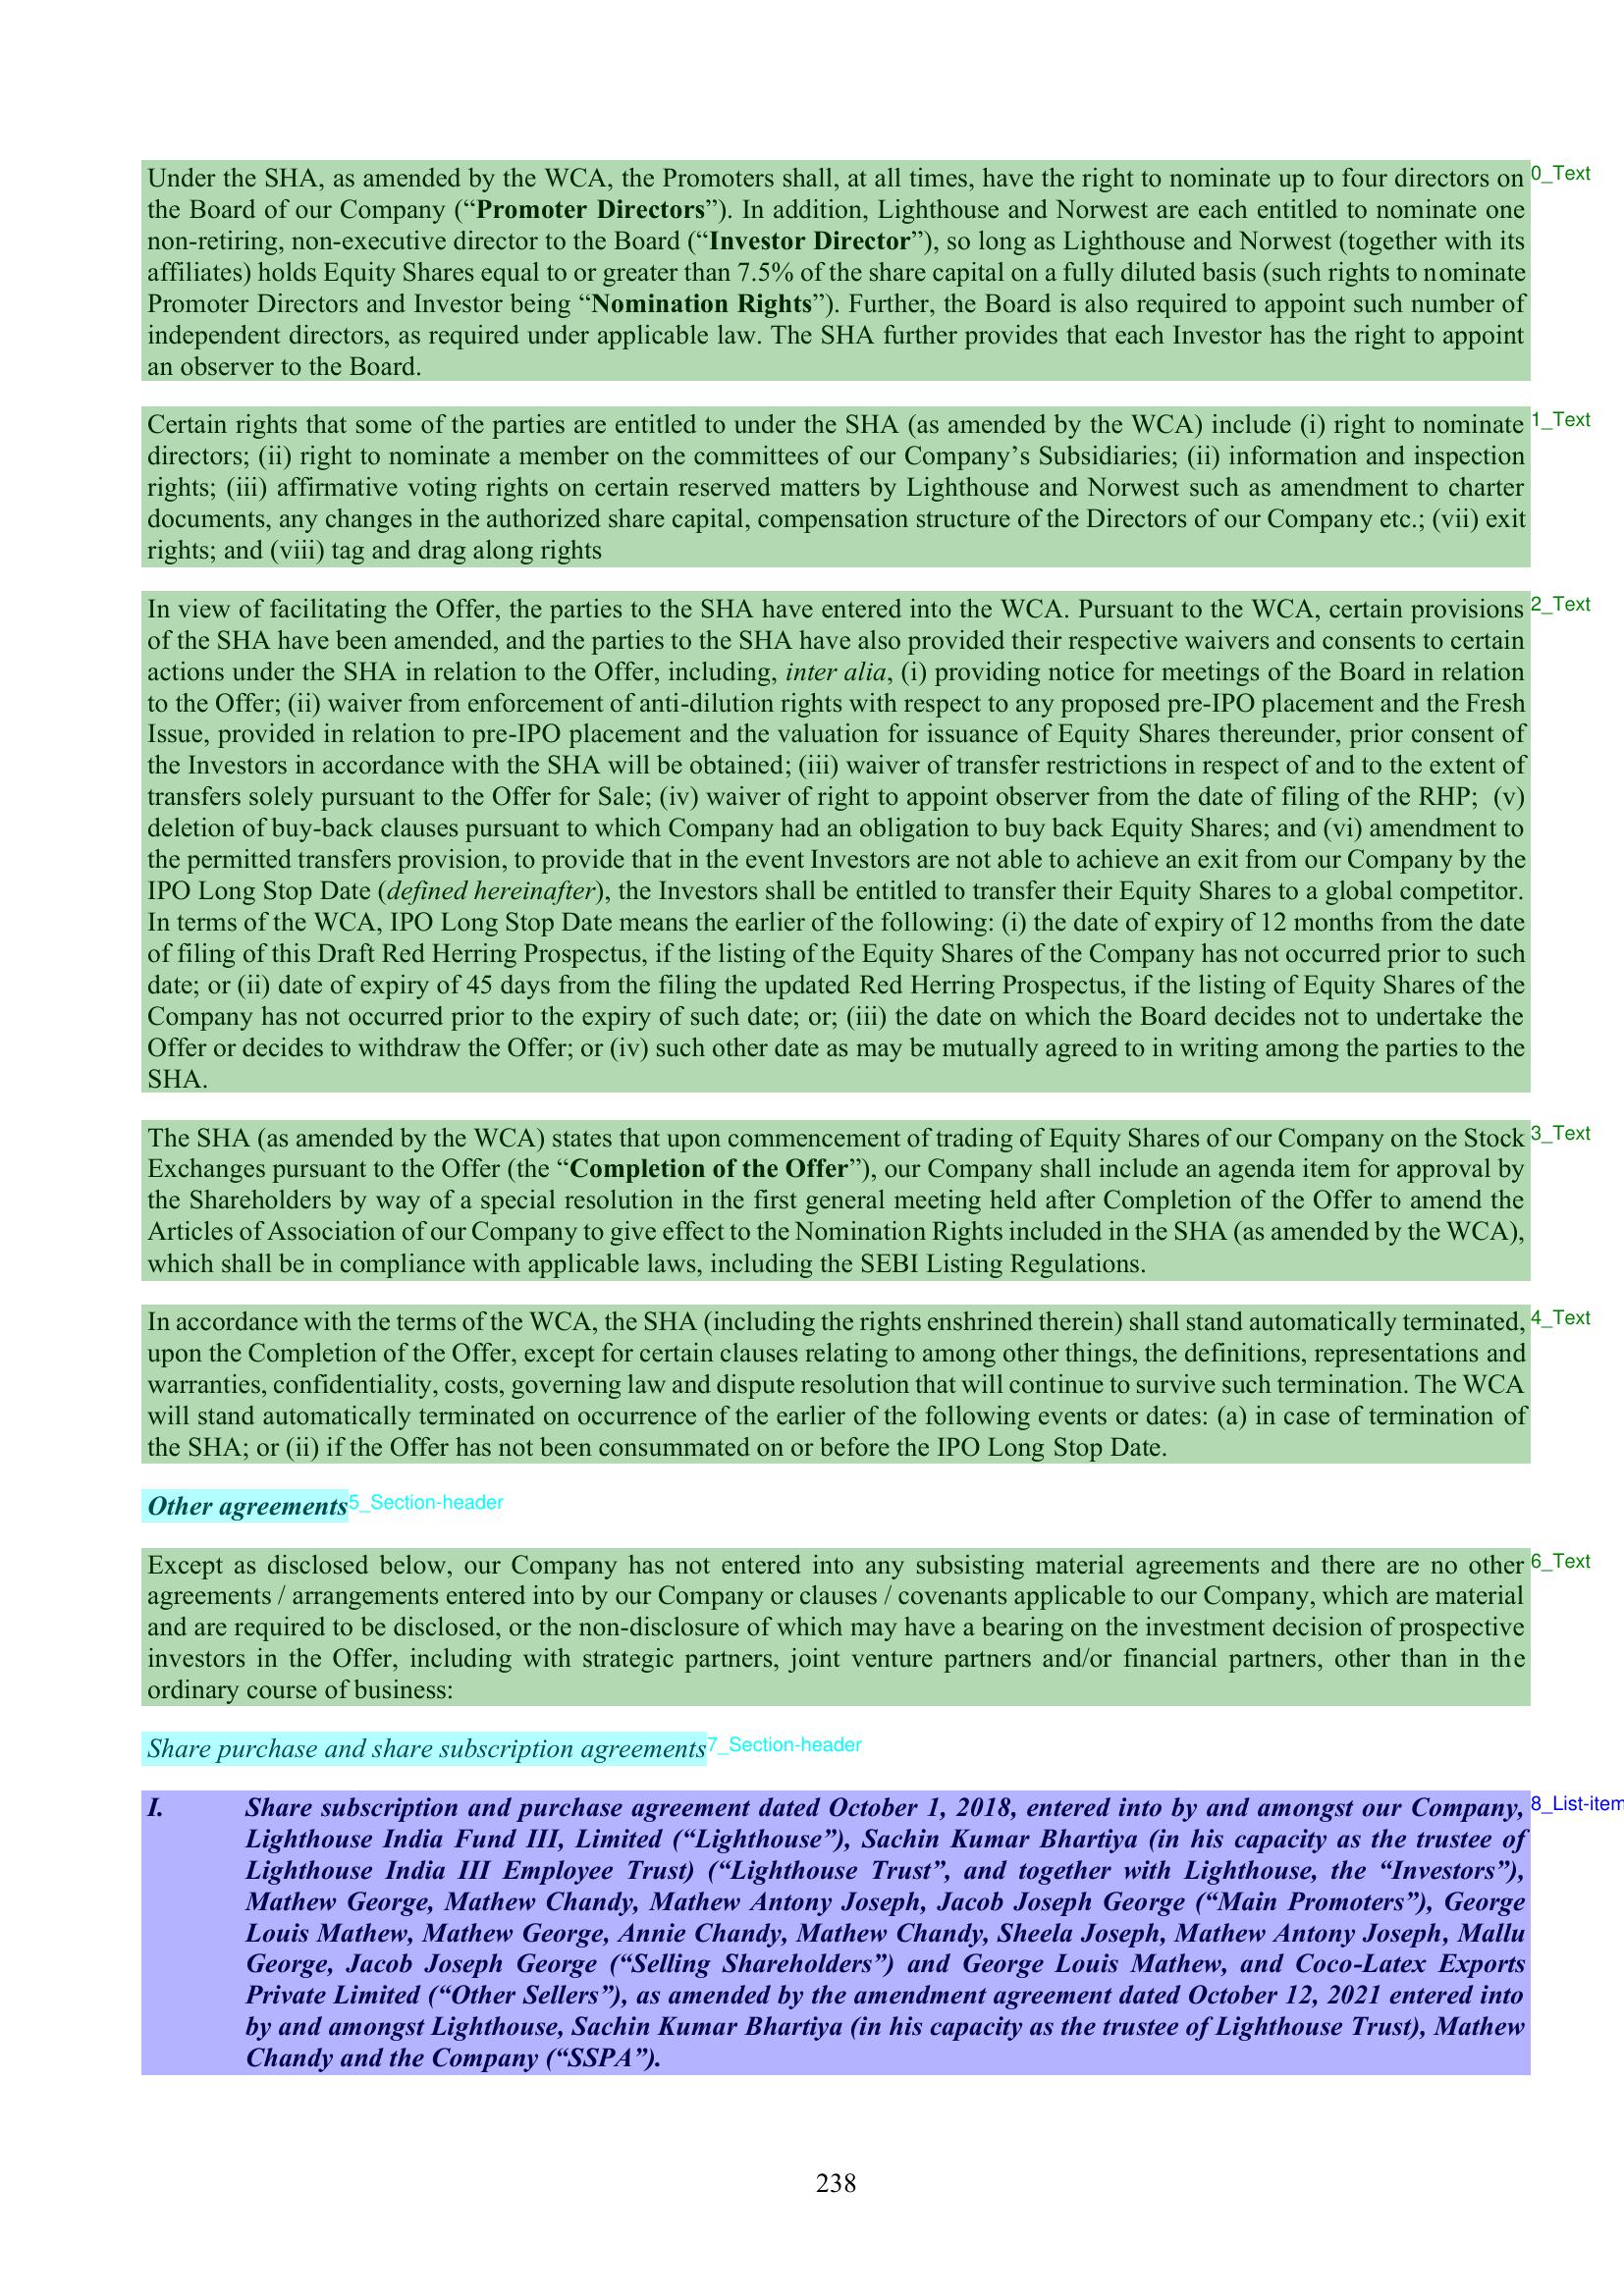 Under the SHA, as amended by the WCA, the Promoters shall, at all times, have the right to nominate up to four directors on 0_Text
the Board of our Company (“Promoter Directors”). In addition, Lighthouse and Norwest are each entitled to nominate one
non-retiring, non-executive director to the Board (“Investor Director”), so long as Lighthouse and Norwest (together with its
affiliates) holds Equity Shares equal to or greater than 7.5% of the share capital on a fully diluted basis (such rights to nominate
Promoter Directors and Investor being “Nomination Rights”). Further, the Board is also required to appoint such number of
independent directors, as required under applicable law. The SHA further provides that each Investor has the right to appoint
an observer to the Board.
Certain rights that some of the parties are entitled to under the SHA (as amended by the WCA) include (i) right to nominate 1_Text
directors; (ii) right to nominate a member on the committees of our Company’s Subsidiaries; (ii) information and inspection
rights; (iii) affirmative voting rights on certain reserved matters by Lighthouse and Norwest such as amendment to charter
documents, any changes in the authorized share capital, compensation structure of the Directors of our Company etc.; (vii) exit
rights; and (viii) tag and drag along rights
In view of facilitating the Offer, the parties to the SHA have entered into the WCA. Pursuant to the WCA, certain provisions 2_Text
of the SHA have been amended, and the parties to the SHA have also provided their respective waivers and consents to certain
actions under the SHA in relation to the Offer, including, inter alia, (i) providing notice for meetings of the Board in relation
to the Offer; (ii) waiver from enforcement of anti-dilution rights with respect to any proposed pre-IPO placement and the Fresh
Issue, provided in relation to pre-IPO placement and the valuation for issuance of Equity Shares thereunder, prior consent of
the Investors in accordance with the SHA will be obtained; (iii) waiver of transfer restrictions in respect of and to the extent of
transfers solely pursuant to the Offer for Sale; (iv) waiver of right to appoint observer from the date of filing of the RHP; (v)
deletion of buy-back clauses pursuant to which Company had an obligation to buy back Equity Shares; and (vi) amendment to
the permitted transfers provision, to provide that in the event Investors are not able to achieve an exit from our Company by the
IPO Long Stop Date (defined hereinafter), the Investors shall be entitled to transfer their Equity Shares to a global competitor.
In terms of the WCA, IPO Long Stop Date means the earlier of the following: (i) the date of expiry of 12 months from the date
of filing of this Draft Red Herring Prospectus, if the listing of the Equity Shares of the Company has not occurred prior to such
date; or (ii) date of expiry of 45 days from the filing the updated Red Herring Prospectus, if the listing of Equity Shares of the
Company has not occurred prior to the expiry of such date; or; (iii) the date on which the Board decides not to undertake the
Offer or decides to withdraw the Offer; or (iv) such other date as may be mutually agreed to in writing among the parties to the
SHA.
The SHA (as amended by the WCA) states that upon commencement of trading of Equity Shares of our Company on the Stock 3_Text
Exchanges pursuant to the Offer (the “Completion of the Offer”), our Company shall include an agenda item for approval by
the Shareholders by way of a special resolution in the first general meeting held after Completion of the Offer to amend the
Articles of Association of our Company to give effect to the Nomination Rights included in the SHA (as amended by the WCA),
which shall be in compliance with applicable laws, including the SEBI Listing Regulations.
In accordance with the terms of the WCA, the SHA (including the rights enshrined therein) shall stand automatically terminated, 4_Text
upon the Completion of the Offer, except for certain clauses relating to among other things, the definitions, representations and
warranties, confidentiality, costs, governing law and dispute resolution that will continue to survive such termination. The WCA
will stand automatically terminated on occurrence of the earlier of the following events or dates: (a) in case of termination of
the SHA; or (ii) if the Offer has not been consummated on or before the IPO Long Stop Date.
Other agreements 5_Section-header
Except as disclosed below, our Company has not entered into any subsisting material agreements and there are no other 6_Text
agreements / arrangements entered into by our Company or clauses / covenants applicable to our Company, which are material
and are required to be disclosed, or the non-disclosure of which may have a bearing on the investment decision of prospective
investors in the Offer, including with strategic partners, joint venture partners and/or financial partners, other than in the
ordinary course of business:
Share purchase and share subscription agreements 7_Section-header
I. Share subscription and purchase agreement dated October 1, 2018, entered into by and amongst our Company, 8_List-item
Lighthouse India Fund III, Limited (“Lighthouse”), Sachin Kumar Bhartiya (in his capacity as the trustee of
Lighthouse India III Employee Trust) (“Lighthouse Trust”, and together with Lighthouse, the “Investors”),
Mathew George, Mathew Chandy, Mathew Antony Joseph, Jacob Joseph George (“Main Promoters”), George
Louis Mathew, Mathew George, Annie Chandy, Mathew Chandy, Sheela Joseph, Mathew Antony Joseph, Mallu
George, Jacob Joseph George (“Selling Shareholders”) and George Louis Mathew, and Coco-Latex Exports
Private Limited (“Other Sellers”), as amended by the amendment agreement dated October 12, 2021 entered into
by and amongst Lighthouse, Sachin Kumar Bhartiya (in his capacity as the trustee of Lighthouse Trust), Mathew
Chandy and the Company (“SSPA”).
238